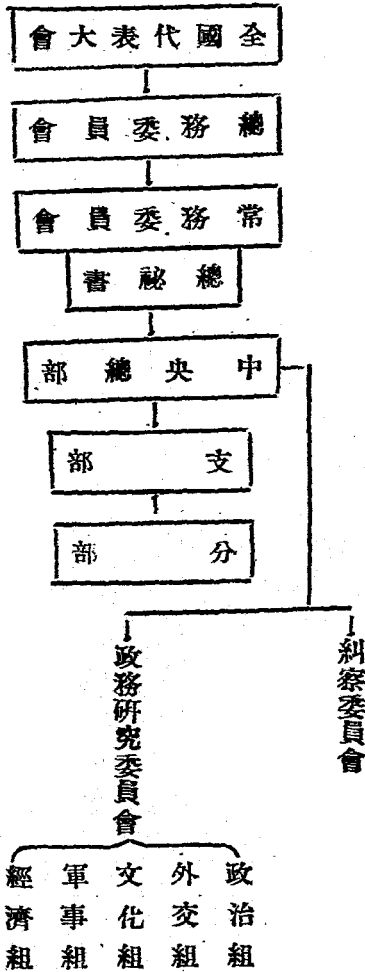 全國代表大會
總務委員會
常務委員會
總祕書
中央總部
支部
分部
糾察委員會
政務研究委員會
政治組
外交組
文化組
軍事組
經濟組